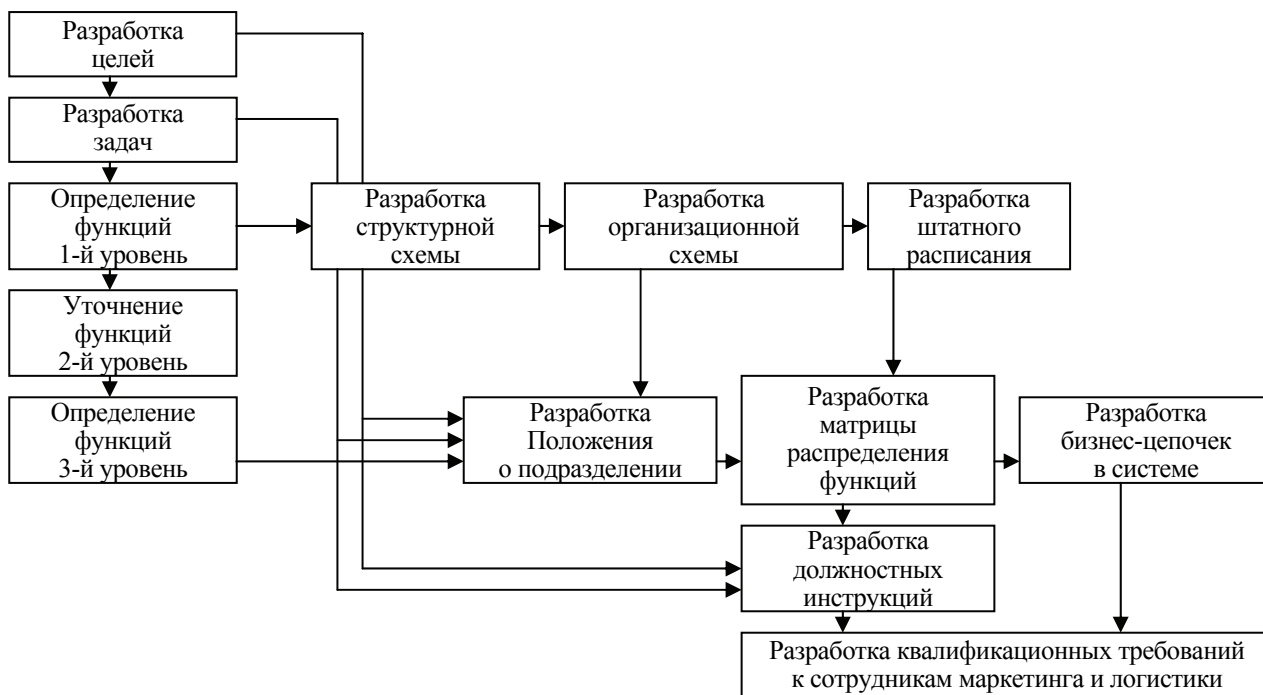 Разработка
целей
Разработка
задач
Определение
функций
1-й уровень
Разработка
структурной
схемы
Разработка
организационной
схемы
Разработка
штатного
расписания
Уточнение
функций
2-й уровень
Определение
функций
3-й уровень
Разработка
Положения
о подразделении
Разработка
матрицы
распределения
функций
Разработка
бизнес-цепочек
в системе
Разработка
должностных
инструкций
Разработка квалификационных требований
к сотрудникам маркетинга и логистики